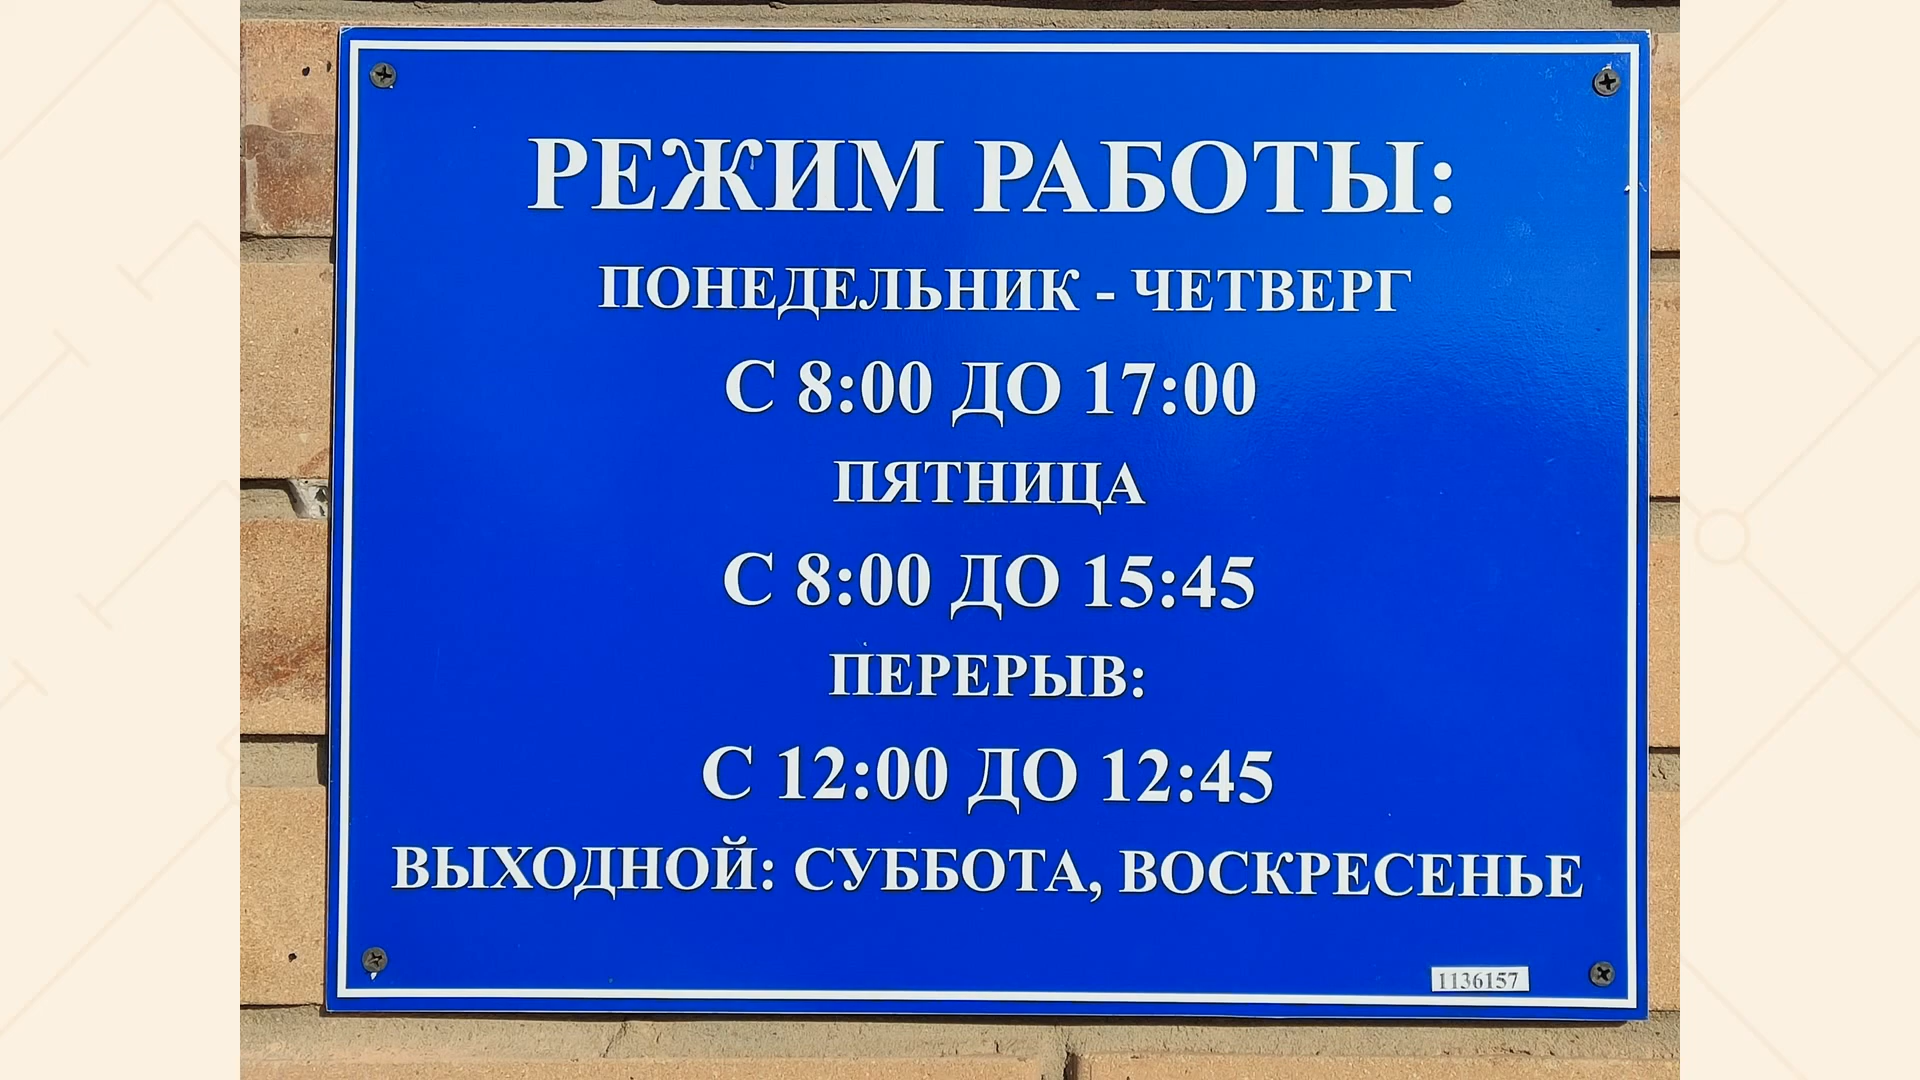 РЕЖИМ РАБОТЫ:
ПОНЕДЕЛЬНИК - ЧЕТВЕРГ
С 8:00 ДО 17:00
ПЯТНИЦА
С 8:00 ДО 15:45
ПЕРЕРЫВ:
С 12:00 ДО 12:45
ВЫХОДНОЙ: СУББОТА, ВОСКРЕСЕНЬЕ
1136157